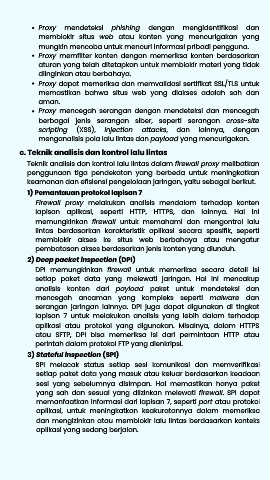 • Proxy mendeteksi phishing dengan mengidentifikasi dan
memblokir situs web atau konten yang mencurigakan yang
mungkin mencoba untuk mencuri informasi pribadi pengguna.
• Proxy memfilter konten dengan memeriksa konten berdasarkan
aturan yang telah ditetapkan untuk memblokir materi yang tidak
diinginkan atau berbahaya.
• Proxy dapat memeriksa dan memvalidasi sertifikat SSL/TLS untuk
memastikan bahwa situs web yang diakses adalah sah dan
aman.
• Proxy mencegah serangan dengan mendeteksi dan mencegah
berbagai jenis serangan siber, seperti serangan cross-site
scripting (XSS), injection attacks, dan lainnya, dengan
menganalisis pola lalu lintas dan payload yang mencurigakan.
c. Teknik analisis dan kontrol lalu lintas
Teknik analisis dan kontrol lalu lintas dalam firewall proxy melibatkan
penggunaan tiga pendekatan yang berbeda untuk meningkatkan
keamanan dan efisiensi pengelolaan jaringan, yaitu sebagai berikut.
1) Pemantauan protokol lapisan 7
Firewall proxy melakukan analisis mendalam terhadap konten
lapisan aplikasi, seperti HTTP, HTTPS, dan lainnya. Hal ini
memungkinkan firewall untuk memahami dan mengontrol lalu
lintas berdasarkan karakteristik aplikasi secara spesifik, seperti
memblokir akses ke situs web berbahaya atau mengatur
pembatasan akses berdasarkan jenis konten yang diunduh.
2) Deep packet Inspection (DPI)
DPI memungkinkan firewall untuk memeriksa secara detail isi
setiap paket data yang melewati jaringan. Hal ini mencakup
analisis konten dari payload paket untuk mendeteksi dan
mencegah ancaman yang kompleks seperti malware dan
serangan jaringan lainnya. DPI juga dapat digunakan di tingkat
lapisan 7 untuk melakukan analisis yang lebih dalam terhadap
aplikasi atau protokol yang digunakan. Misalnya, dalam HTTPS
atau SFTP, DPI bisa memeriksa isi dari permintaan HTTP atau
perintah dalam protokol FTP yang dienkripsi.
3) Stateful Inspection (SPI)
SPI melacak status setiap sesi komunikasi dan memverifikasi
setiap paket data yang masuk atau keluar berdasarkan keadaan
sesi yang sebelumnya disimpan. Hal memastikan hanya paket
yang sah dan sesuai yang diizinkan melewati firewall. SPI dapat
memanfaatkan informasi dari lapisan 7, seperti port atau protokol
aplikasi, untuk meningkatkan keakuratannya dalam memeriksa
dan mengizinkan atau memblokir lalu lintas berdasarkan konteks
aplikasi yang sedang berjalan.